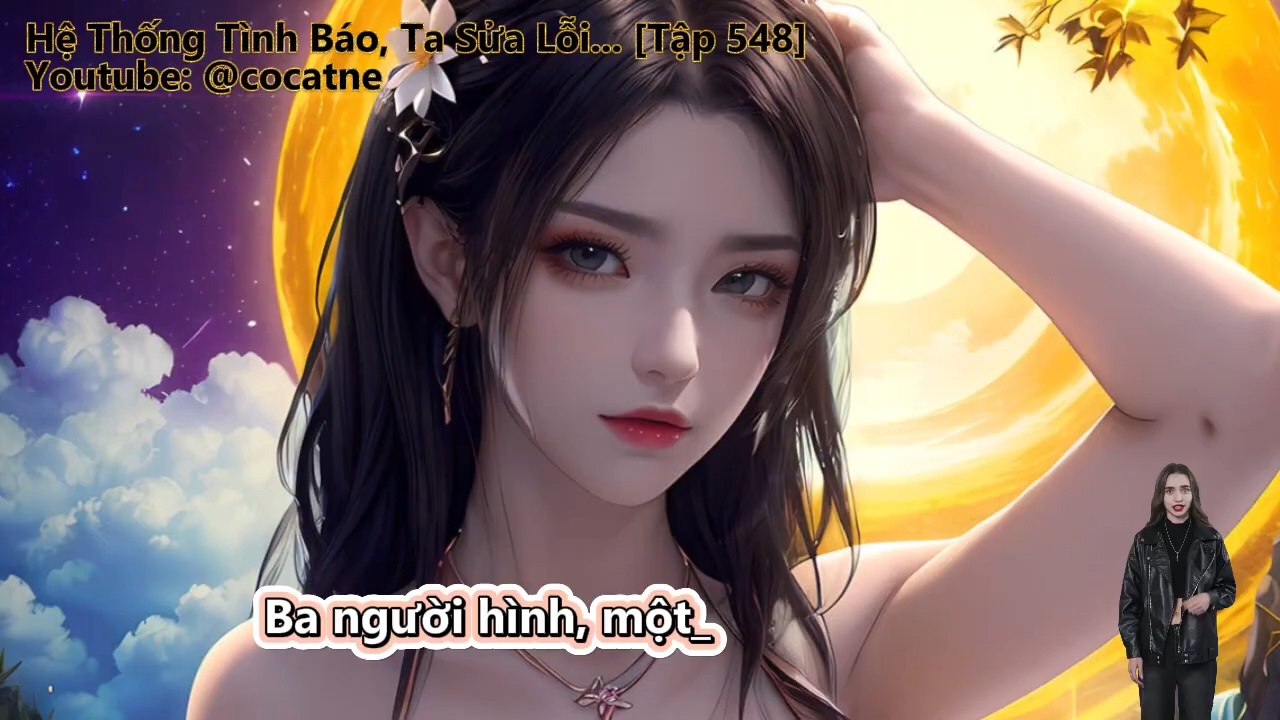 Hệ Thống Tình Báo, Ta Sửa Lỗi... [Tập 548]
Youtube: @cocatne
Ba người hình, một_